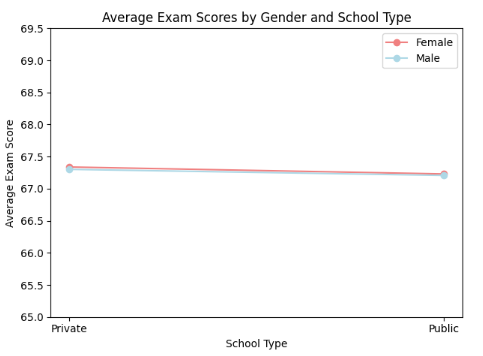 Average Exam Scores by Gender and School Type
69.5
69.0
68.5
68.0
67.5
67.0
66.5
66.0
65.5
65.0
Average Exam Score
Female
Male
Private
Public
School Type